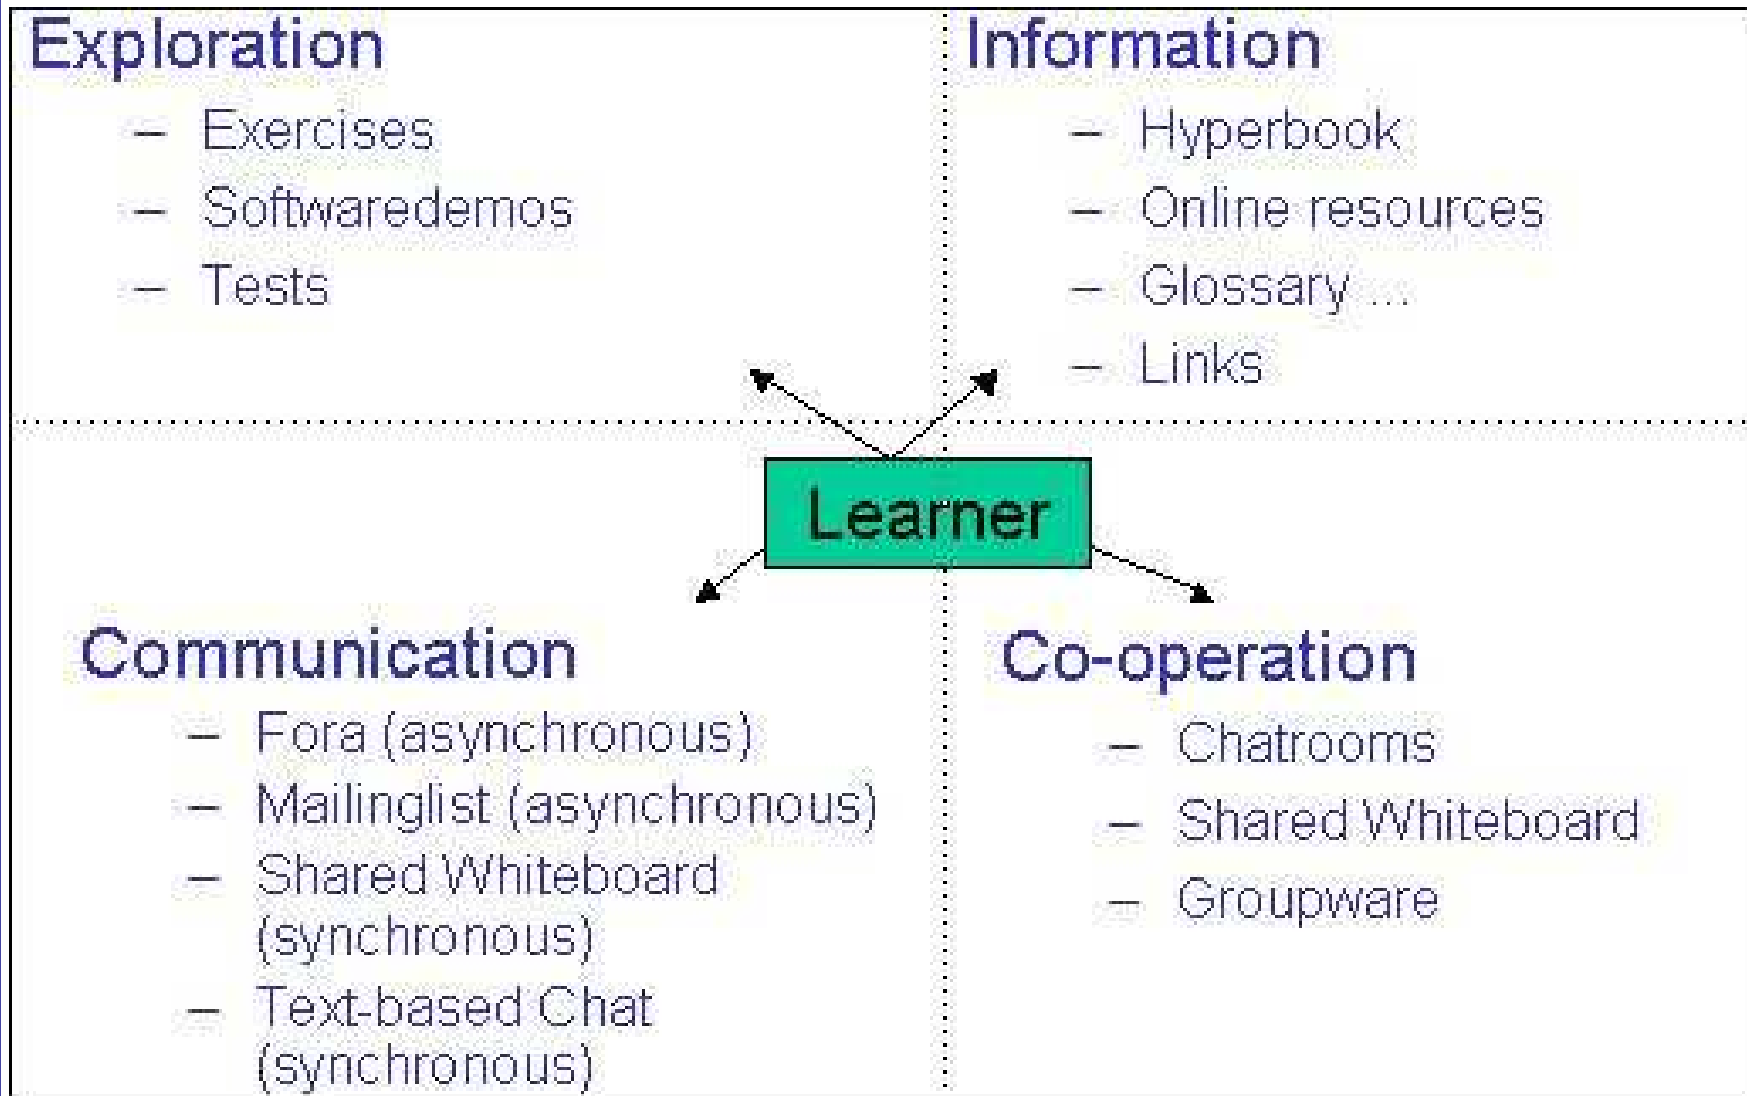 Exploration
– Exercises
– Softwaredemos
– Tests
Information
– Hyperbook
– Online resources
– Glossary ...
– Links
Learner
Communication
– Fora (asynchronous)
– Mailinglist (asynchronous)
– Shared Whiteboard
(synchronous)
– Text-based Chat
(synchronous)
Co-operation
– Chatrooms
– Shared Whiteboard
– Groupware